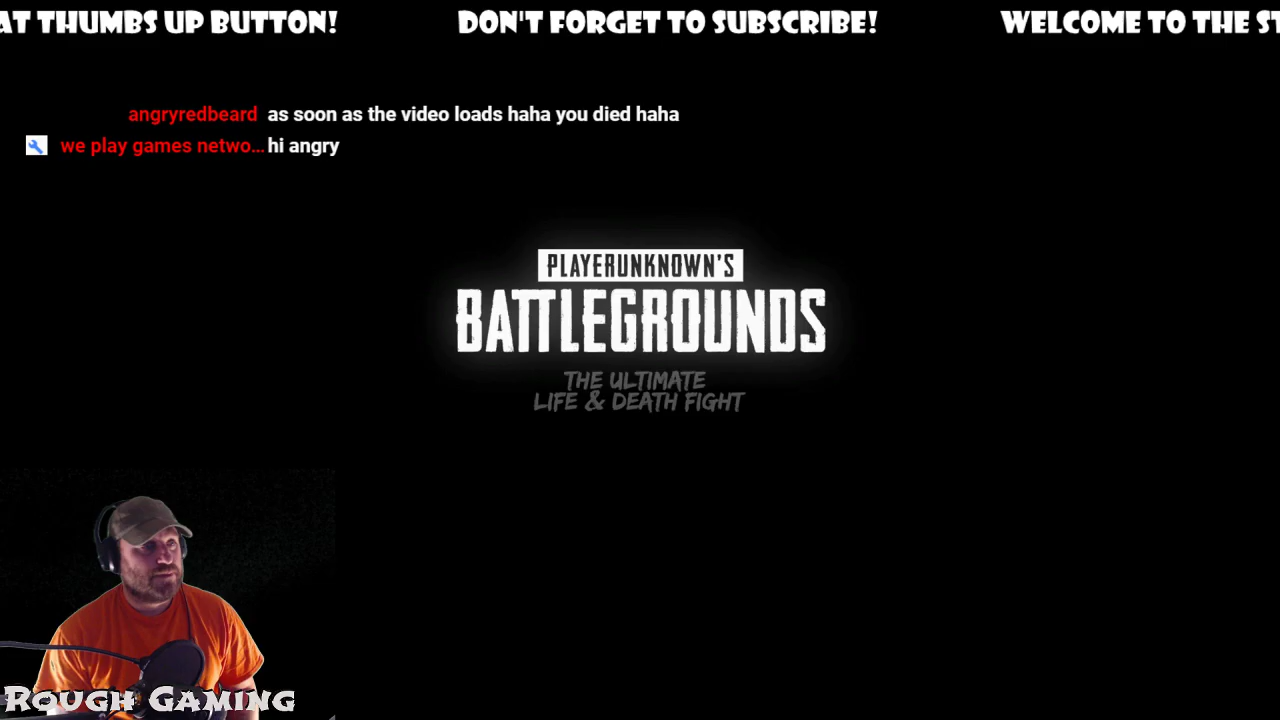 AT THUMBS UP BUTTON! DON'T FORGET TO SUBSCRIBE! WELCOME TO THE ST
angryredbeard as soon as the video loads haha you died haha
we play games netwo... hi angry
PLAYERUNKNOWN'S
BATTLEGROUNDS
THE ULTIMATE
LIFE & DEATH FIGHT
ROUGH GAMING